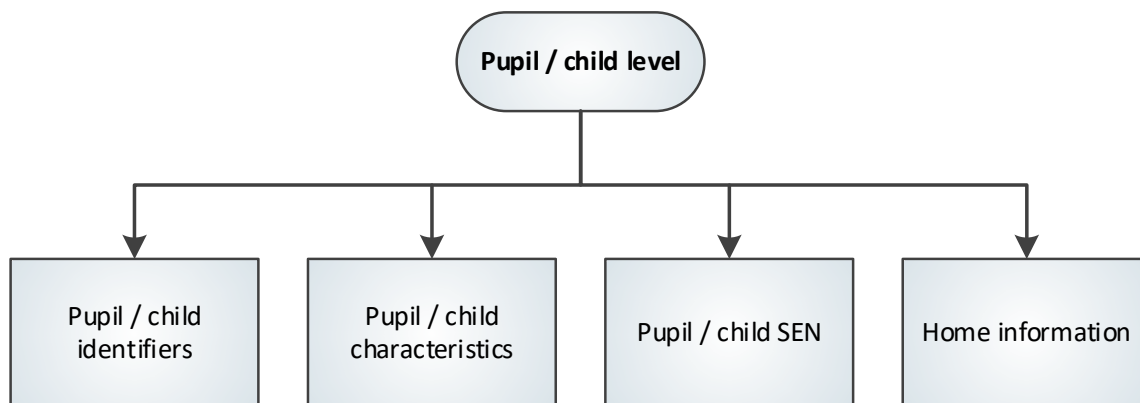 Pupil / child level
Pupil / child
identifiers
Pupil / child
characteristics
Pupil / child SEN
Home information